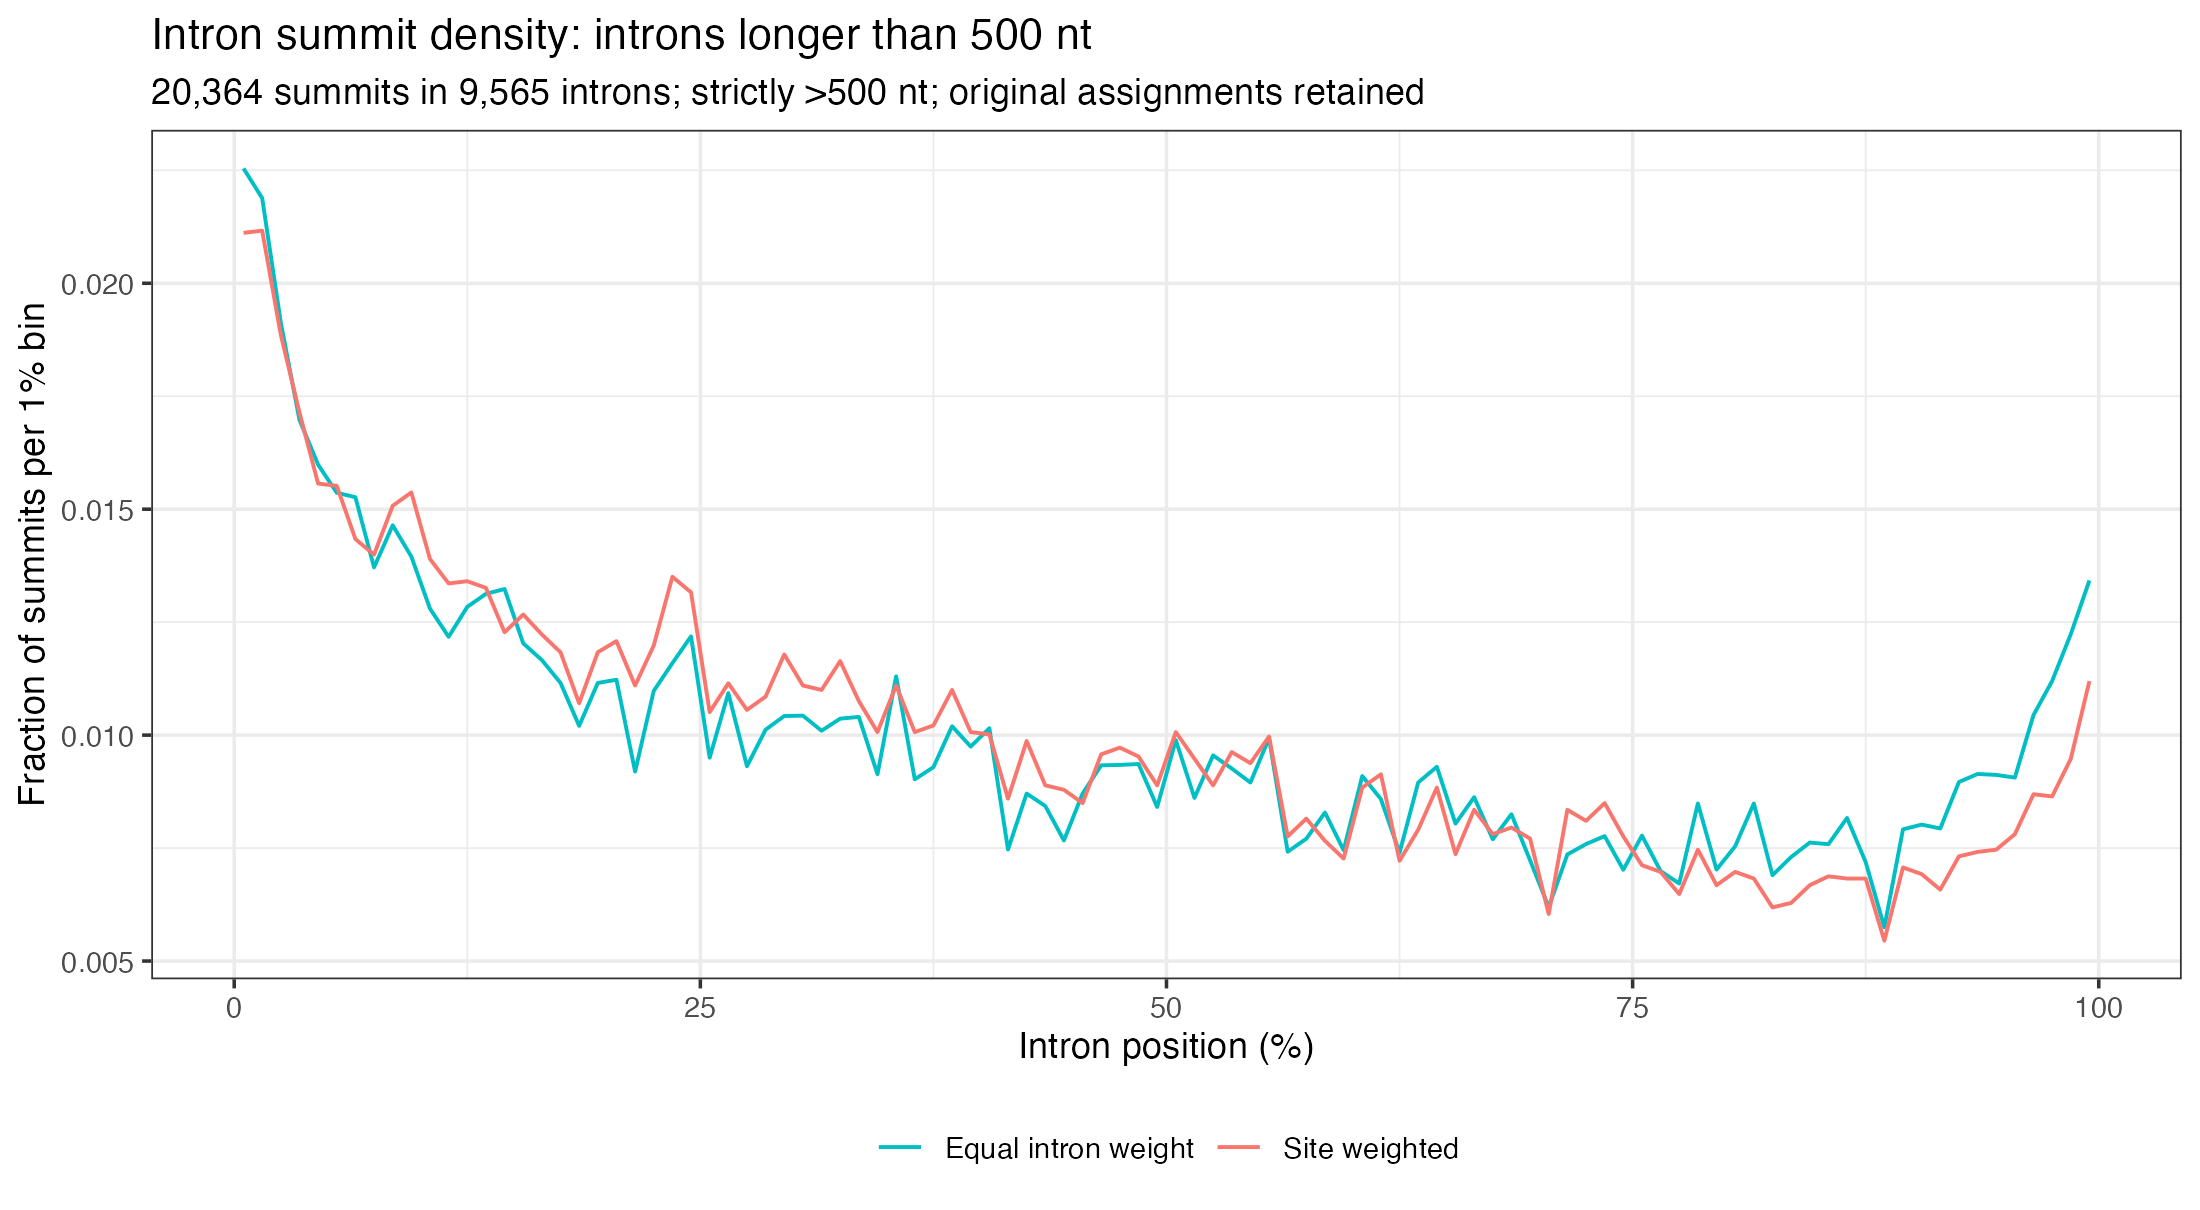 Intron summit density: introns longer than 500 nt
20,364 summits in 9,565 introns; strictly >500 nt; original assignments retained
Fraction of summits per 1% bin
0.020
0.015
0.010
0.005
0
25
50
75
100
Intron position (%)
Equal intron weight
Site weighted